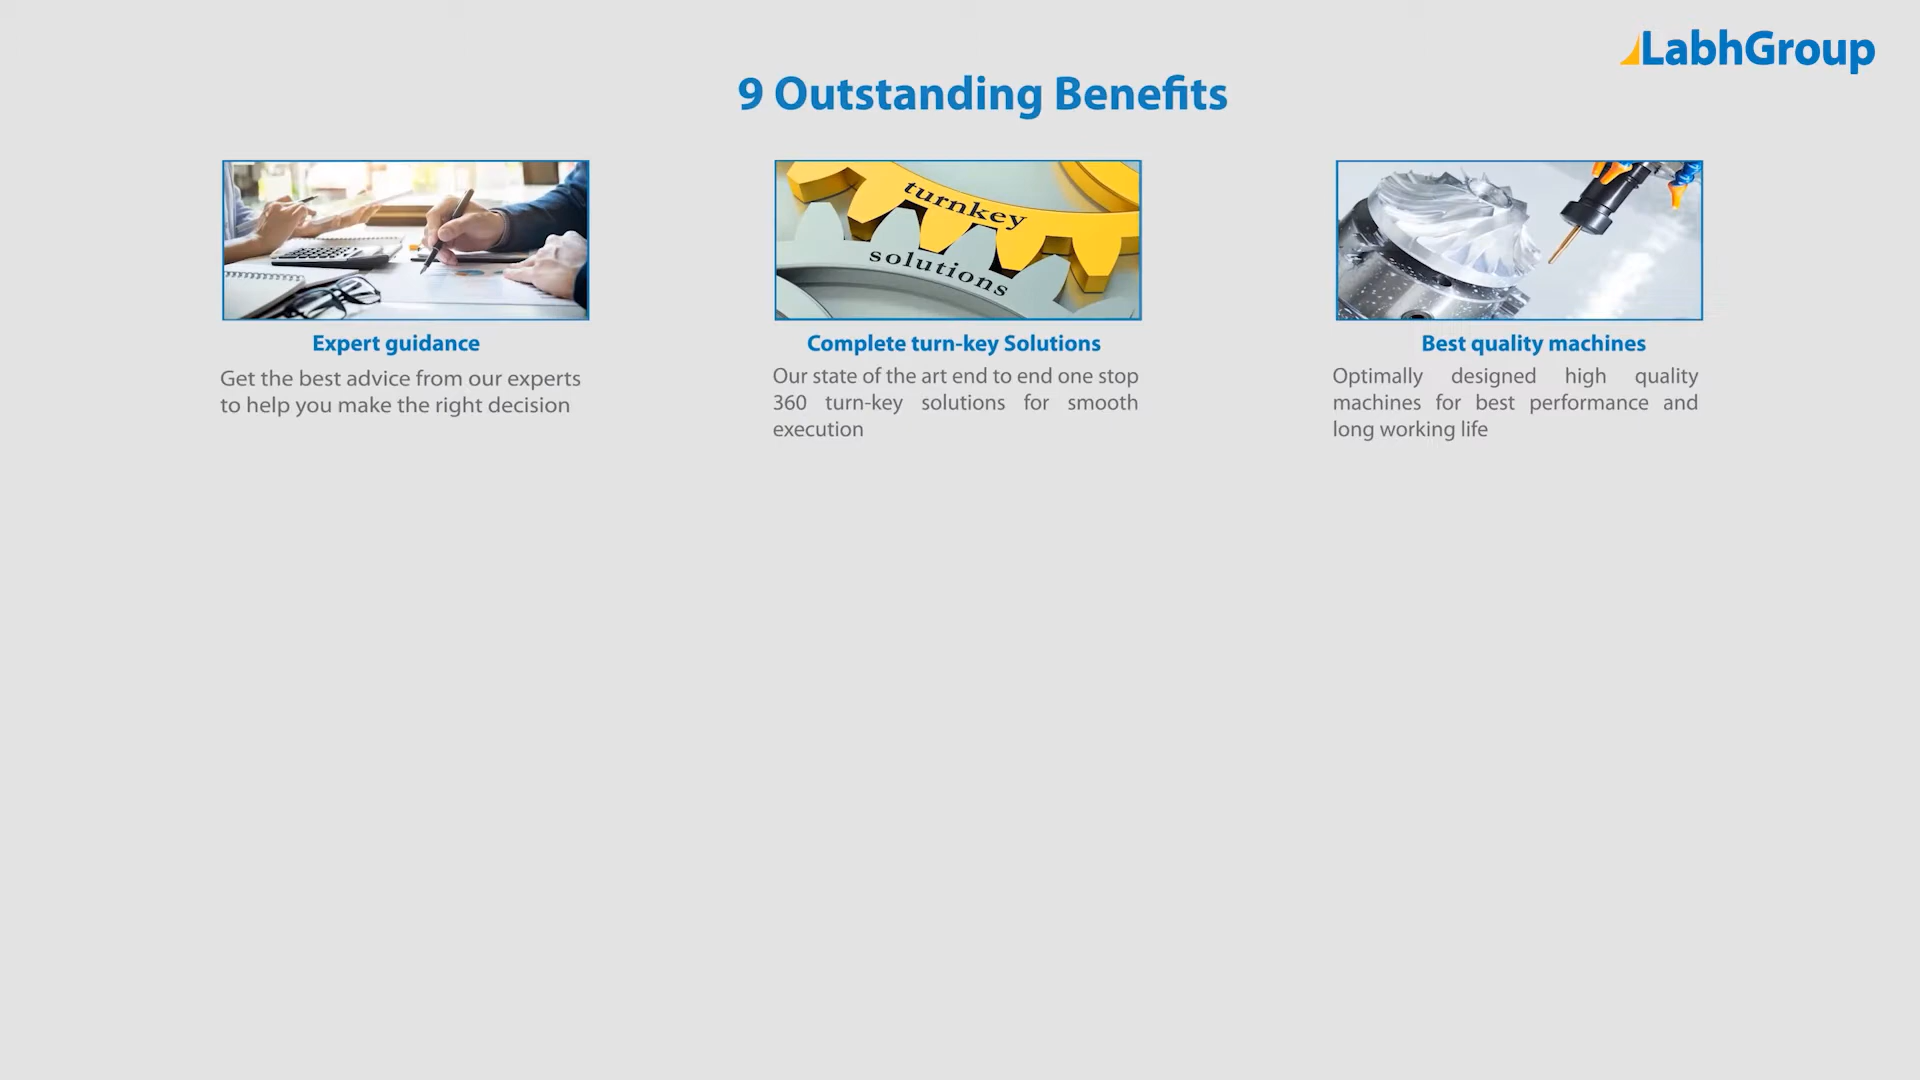 LabhGroup
9 Outstanding Benefits
turnkey
solutions
Expert guidance
Get the best advice from our experts
to help you make the right decision
Complete turn-key Solutions
Our state of the art end to end one stop
360 turn-key solutions for smooth
execution
Best quality machines
Optimally designed high quality
machines for best performance and
long working life